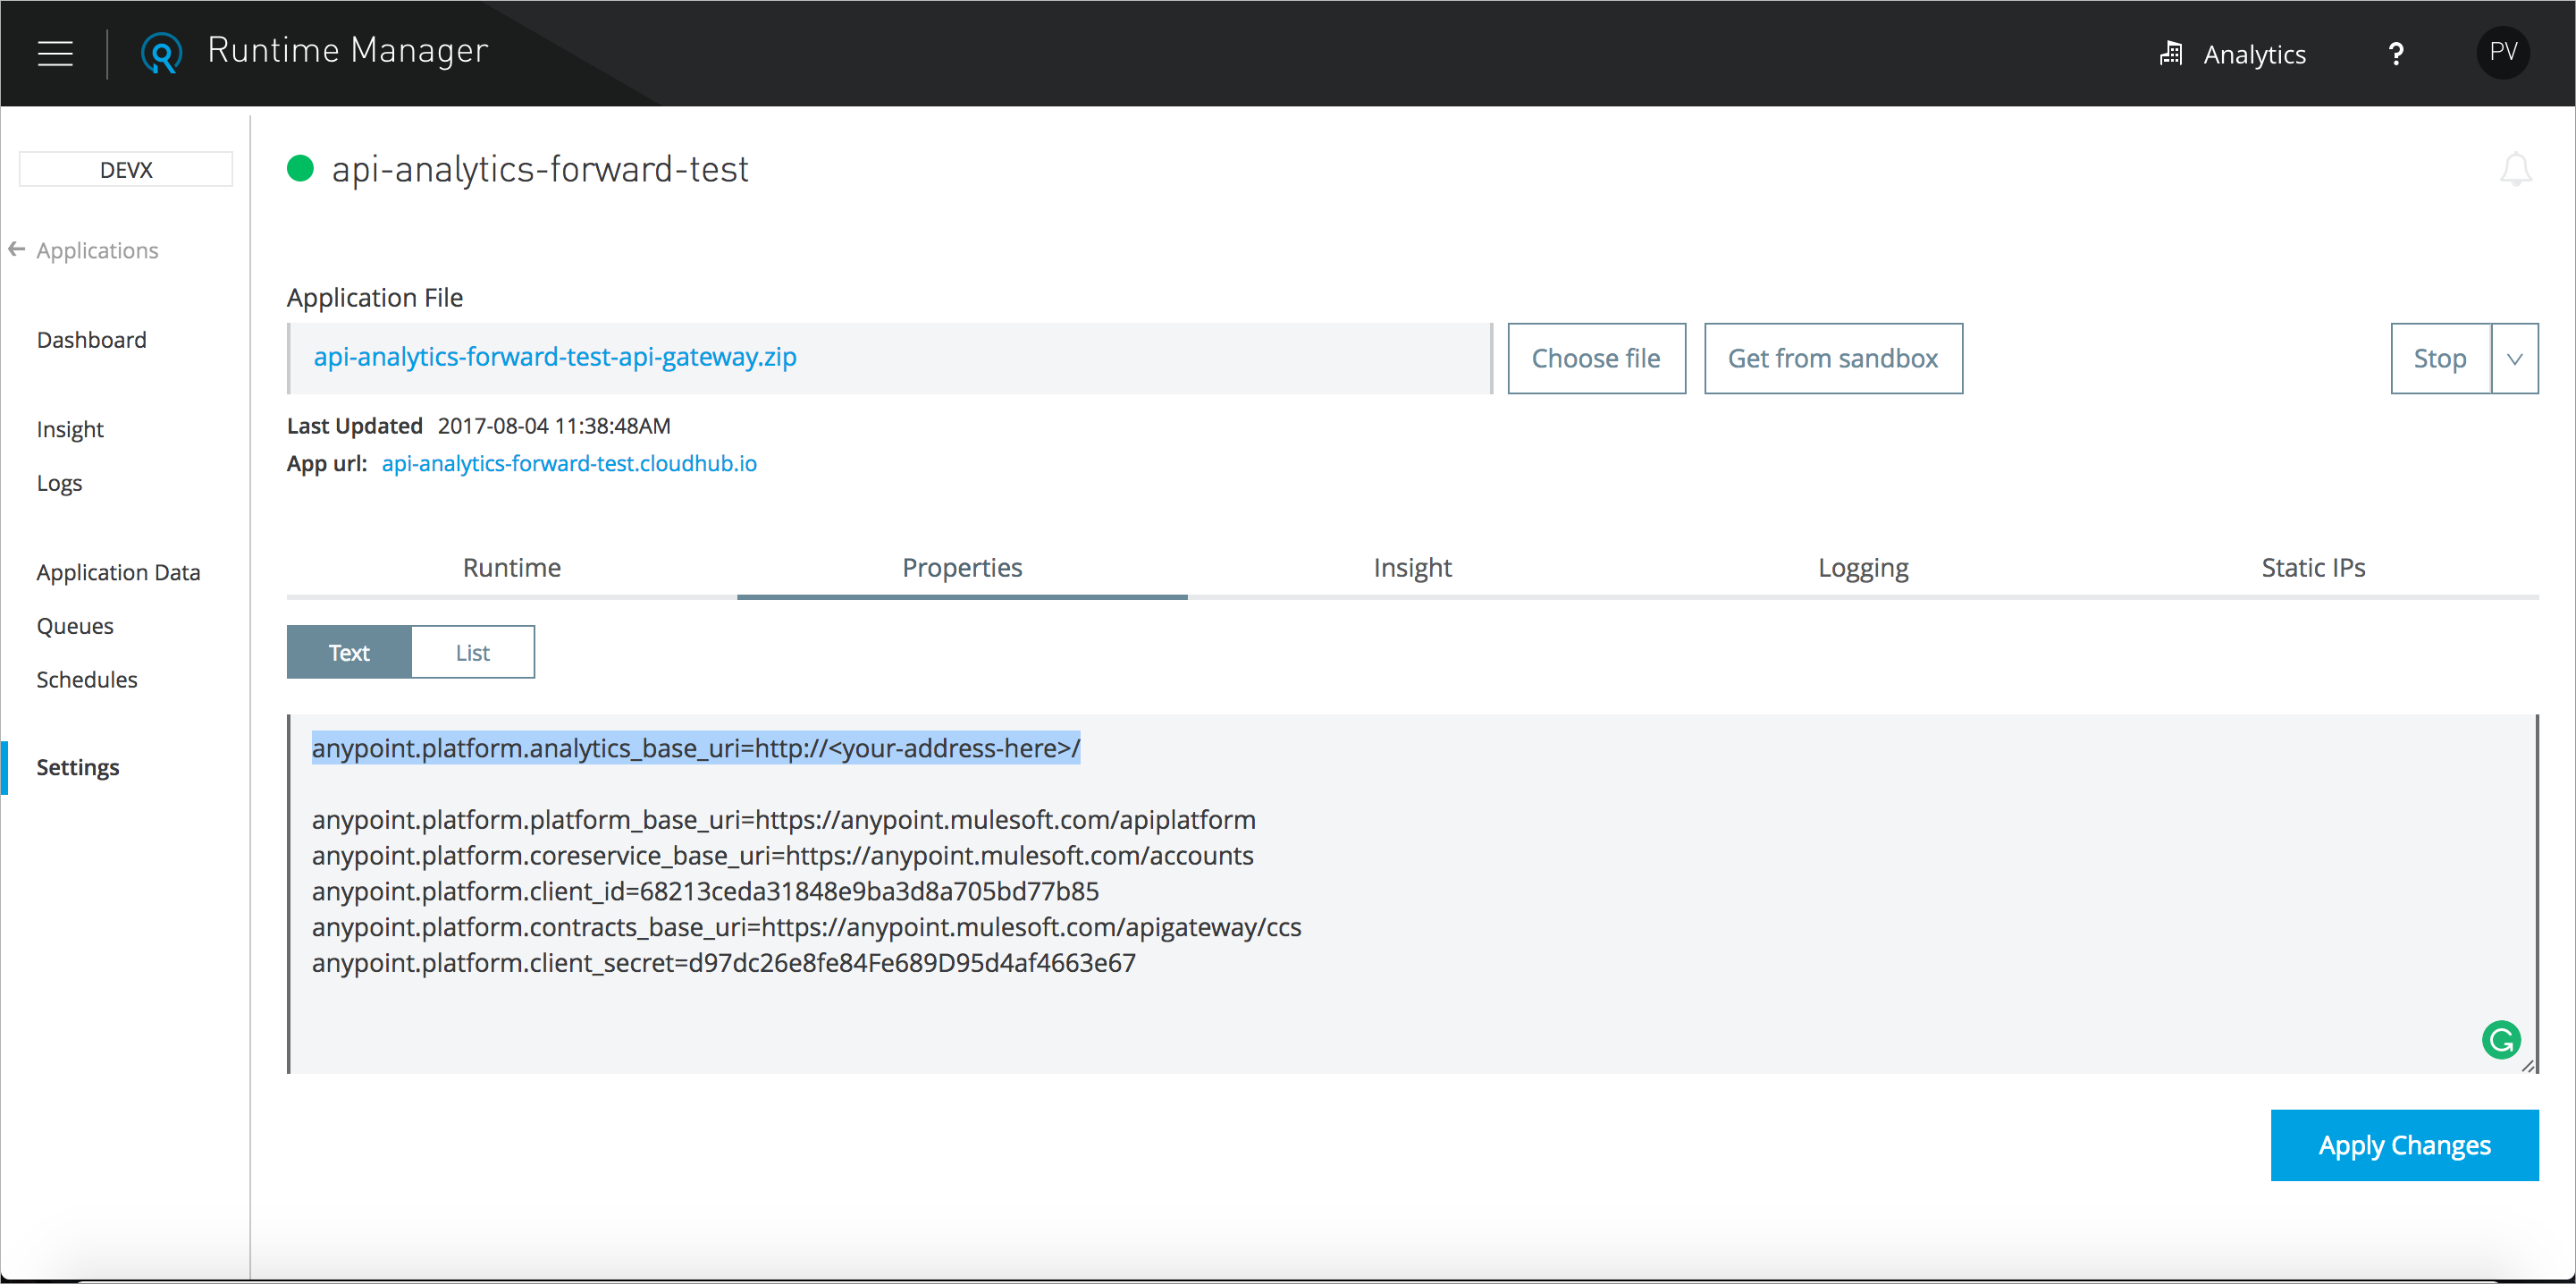 Runtime Manager
Analytics
?
PV
DEVX
Applications
Dashboard
Insight
Logs
Application Data
Queues
Schedules
Settings
api-analytics-forward-test
Application File
api-analytics-forward-test-api-gateway.zip
Choose file
Get from sandbox
Stop
Last Updated 2017-08-04 11:38:48AM
App url: api-analytics-forward-test.cloudhub.io
Runtime
Properties
Insight
Logging
Static IPs
Text
List
anypoint.platform.analytics_base_uri=http://<your-address-here>/
anypoint.platform.platform_base_uri=https://anypoint.mulesoft.com/apiplatform
anypoint.platform.coreservice_base_uri=https://anypoint.mulesoft.com/accounts
anypoint.platform.client_id=68213ceda31848e9ba3d8a705bd77b85
anypoint.platform.contracts_base_uri=https://anypoint.mulesoft.com/apigateway/ccs
anypoint.platform.client_secret=d97dc26e8fe84Fe689D95d4af4663e67
Apply Changes